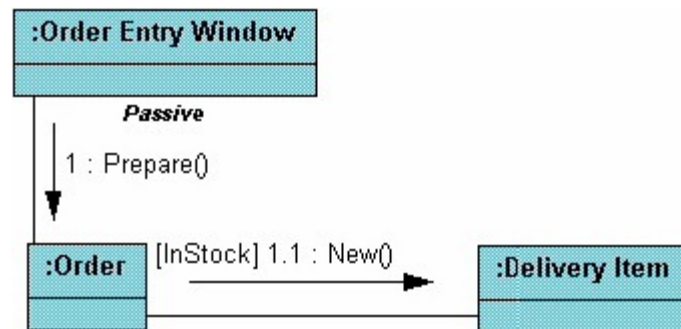 :Order Entry Window
Passive
1 : Prepare()
:Order
[InStock] 1.1 : New()
:Delivery Item